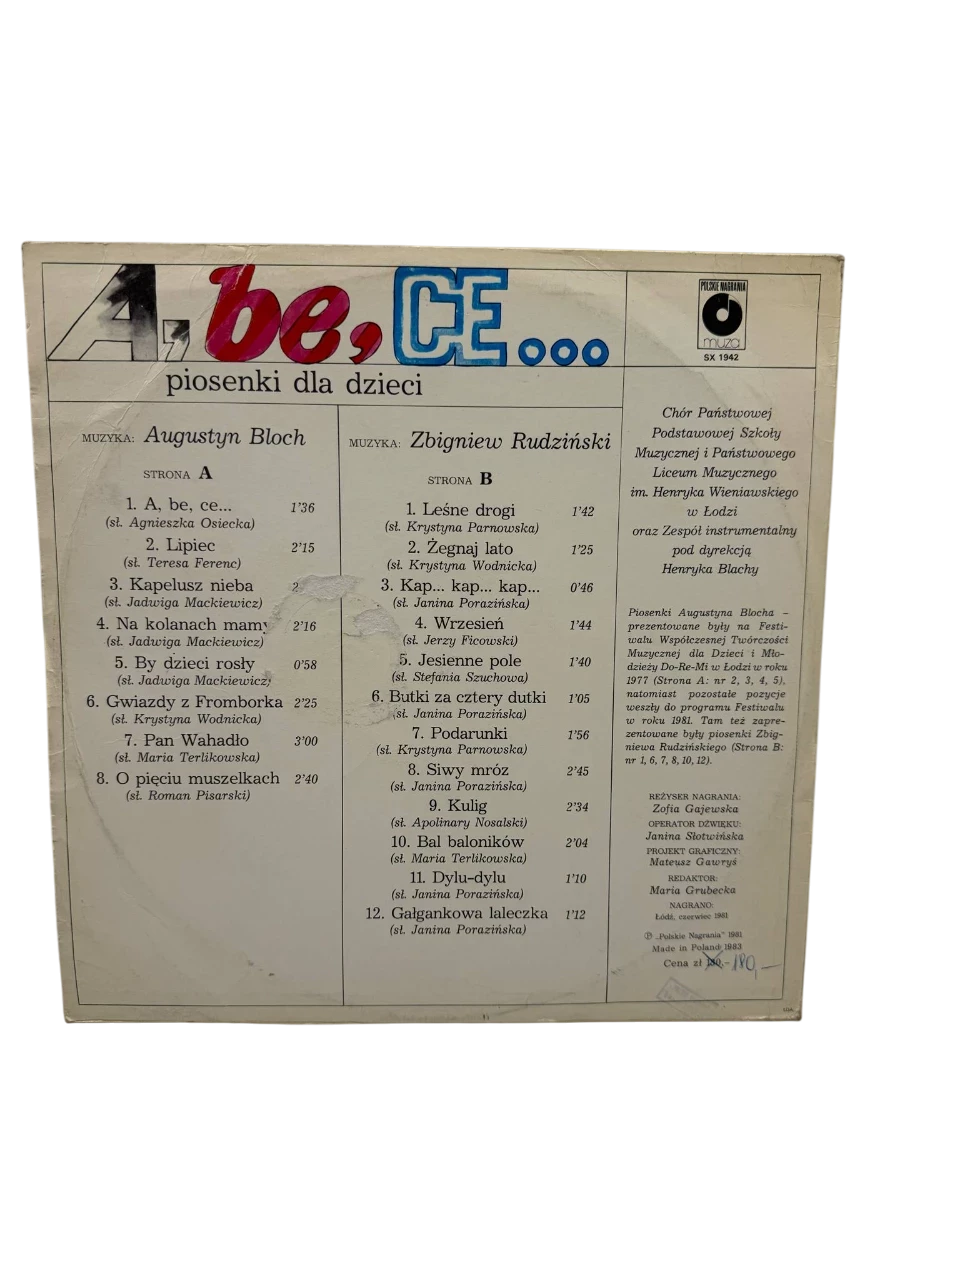 A, be, CE...
piosenki dla dzieci
POLSKIE NAGRANIA
muza
SX 1942
MUZYKA: Augustyn Bloch
STRONA A
1. A, be, ce... 1'36
(sł. Agnieszka Osiecka)
2. Lipiec 2'15
(sł. Teresa Ferenc)
3. Kapelusz nieba
(sł. Jadwiga Mackiewicz)
4. Na kolanach mamy 2'16
(sł. Jadwiga Mackiewicz)
5. By dzieci rosły 0'58
(sł. Jadwiga Mackiewicz)
6. Gwiazdy z Fromborka 2'25
(sł. Krystyna Wodnicka)
7. Pan Wahadło 3'00
(sł. Maria Terlikowska)
8. O pięciu muszelkach 2'40
(sł. Roman Pisarski)
MUZYKA: Zbigniew Rudziński
STRONA B
1. Leśne drogi 1'42
(sł. Krystyna Parnowska)
2. Żegnaj lato 1'25
(sł. Krystyna Wodnicka)
3. Kap... kap... kap... 0'46
(sł. Janina Porazińska)
4. Wrzesień 1'44
(sł. Jerzy Ficowski)
5. Jesienne pole 1'40
(sł. Stefania Szuchowa)
6. Butki za cztery dutki 1'05
(sł. Janina Porazińska)
7. Podarunki 1'56
(sł. Krystyna Parnowska)
8. Siwy mróz 2'45
(sł. Janina Porazińska)
9. Kulig 2'34
(sł. Apolinary Nosalski)
10. Bal baloników 2'04
(sł. Maria Terlikowska)
11. Dylu-dylu 1'10
(sł. Janina Porazińska)
12. Gałgankowa laleczka 1'12
(sł. Janina Porazińska)
Chór Państwowej
Podstawowej Szkoły
Muzycznej i Państwowego
Liceum Muzycznego
im. Henryka Wieniawskiego
w Łodzi
oraz Zespół instrumentalny
pod dyrekcją
Henryka Blachy
Piosenki Augustyna Blocha –
prezentowane były na Festi-
walu Współczesnej Twórczości
Muzycznej dla Dzieci i Mło-
dzieży Do-Re-Mi w Łodzi w roku
1977 (Strona A: nr 2, 3, 4, 5),
natomiast pozostałe pozycje
weszły do programu Festiwalu
w roku 1981. Tam też zapre-
zentowane były piosenki Zbig-
niewa Rudzińskiego (Strona B:
nr 1, 6, 7, 8, 10, 12).
REŻYSER NAGRANIA:
Zofia Gajewska
OPERATOR DŹWIĘKU:
Janina Słotwińska
PROJEKT GRAFICZNY:
Mateusz Gawryś
REDAKTOR:
Maria Grubecka
NAGRANO:
Łódź, czerwiec 1981
Ⓟ „Polskie Nagrania" 1981
Made in Poland 1983
Cena zł 180,- 180,-